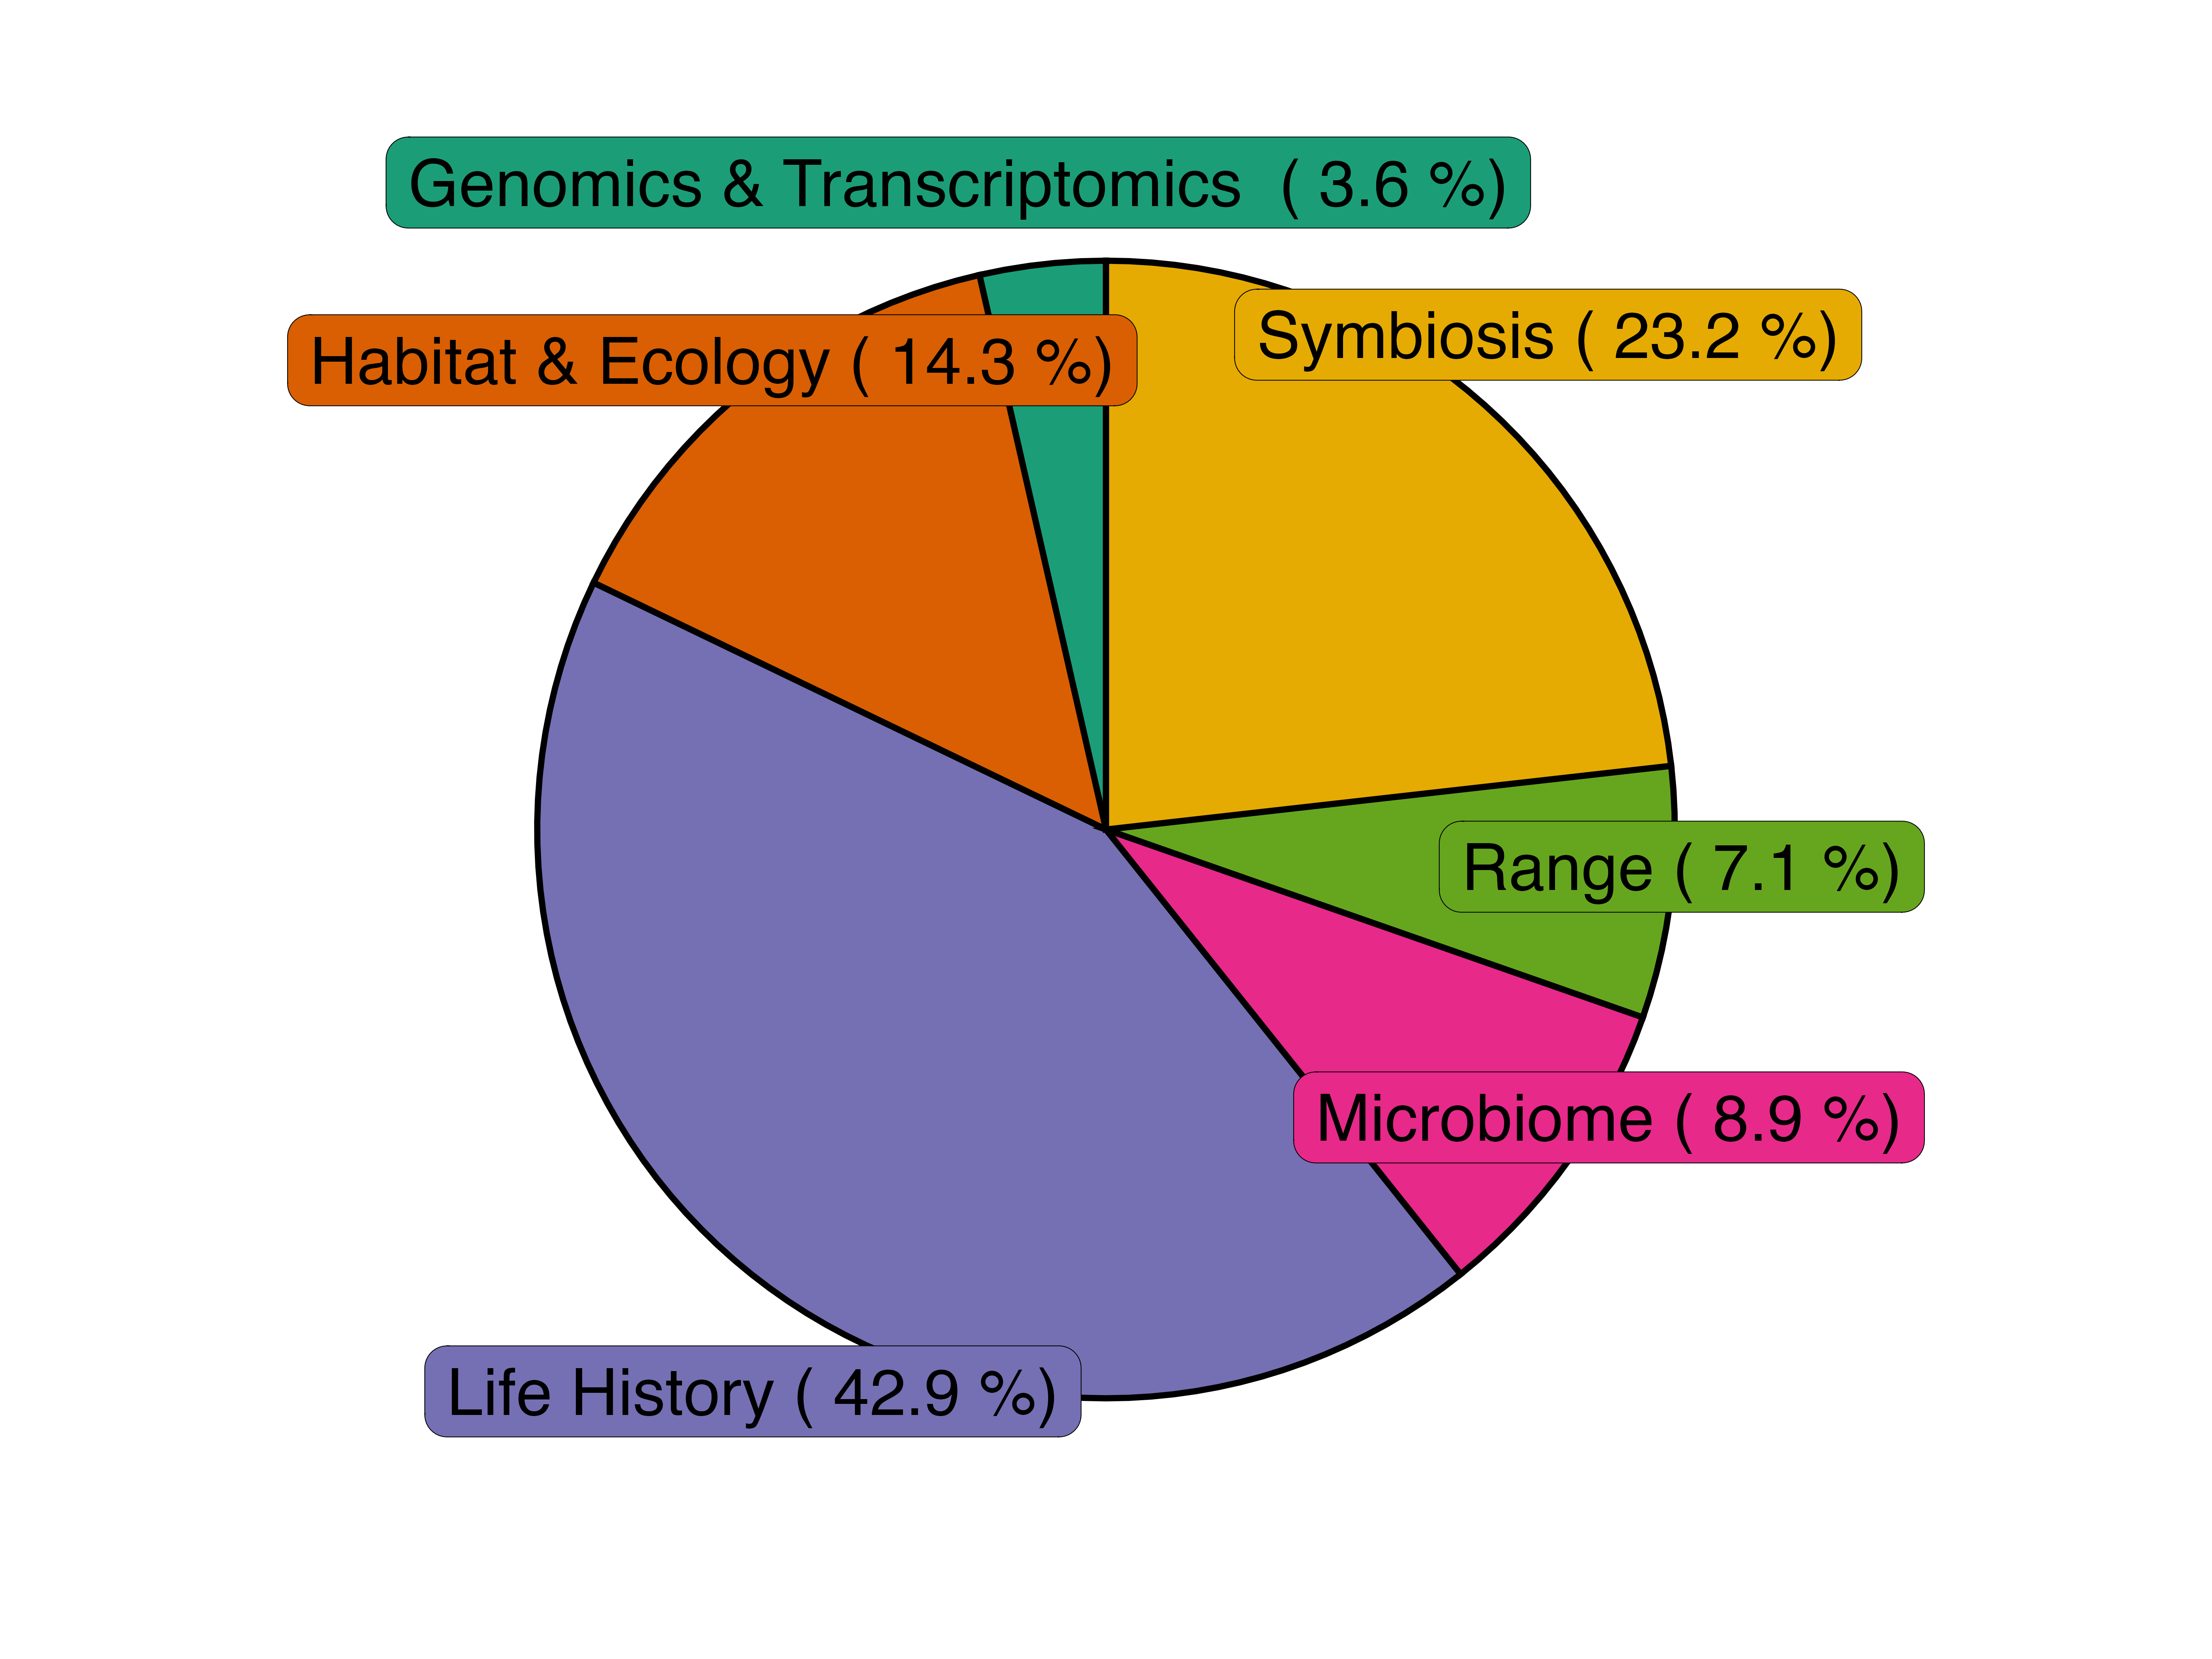 Genomics & Transcriptomics ( 3.6 %)
Symbiosis ( 23.2 %)
Habitat & Ecology ( 14.3 %)
Range ( 7.1 %)
Microbiome ( 8.9 %)
Life History ( 42.9 %)